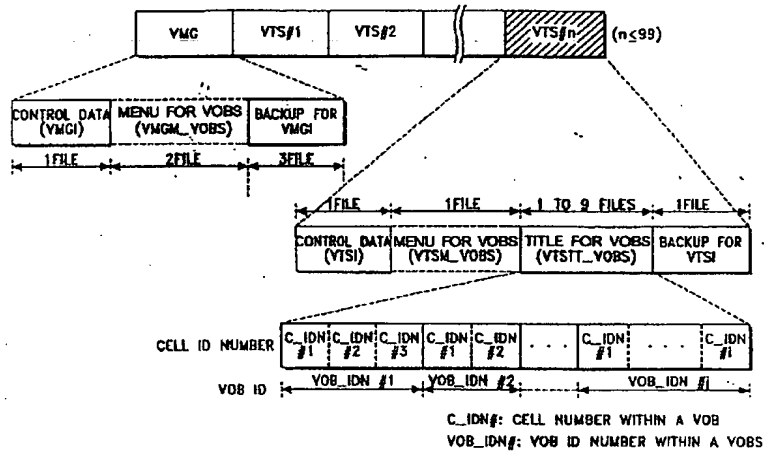 VMG VTS#1 VTS#2 VTS#n (n≤99)
CONTROL DATA (VMGI)
MENU FOR VOBS (VMGM_VOBS)
BACKUP FOR VMGI
1FILE 2FILE 3FILE
1FILE 1FILE 1 TO 9 FILES 1FILE
CONTROL DATA (VTSI)
MENU FOR VOBS (VTSM_VOBS)
TITLE FOR VOBS (VTSTT_VOBS)
BACKUP FOR VTSI
CELL ID NUMBER
C_IDN #1 C_IDN #2 C_IDN #3 C_IDN #1 C_IDN #2 . . . C_IDN #1 . . . C_IDN #i
VOB ID VOB_IDN #1 VOB_IDN #2 VOB_IDN #j
C_IDN#: CELL NUMBER WITHIN A VOB
VOB_IDN#: VOB ID NUMBER WITHIN A VOBS